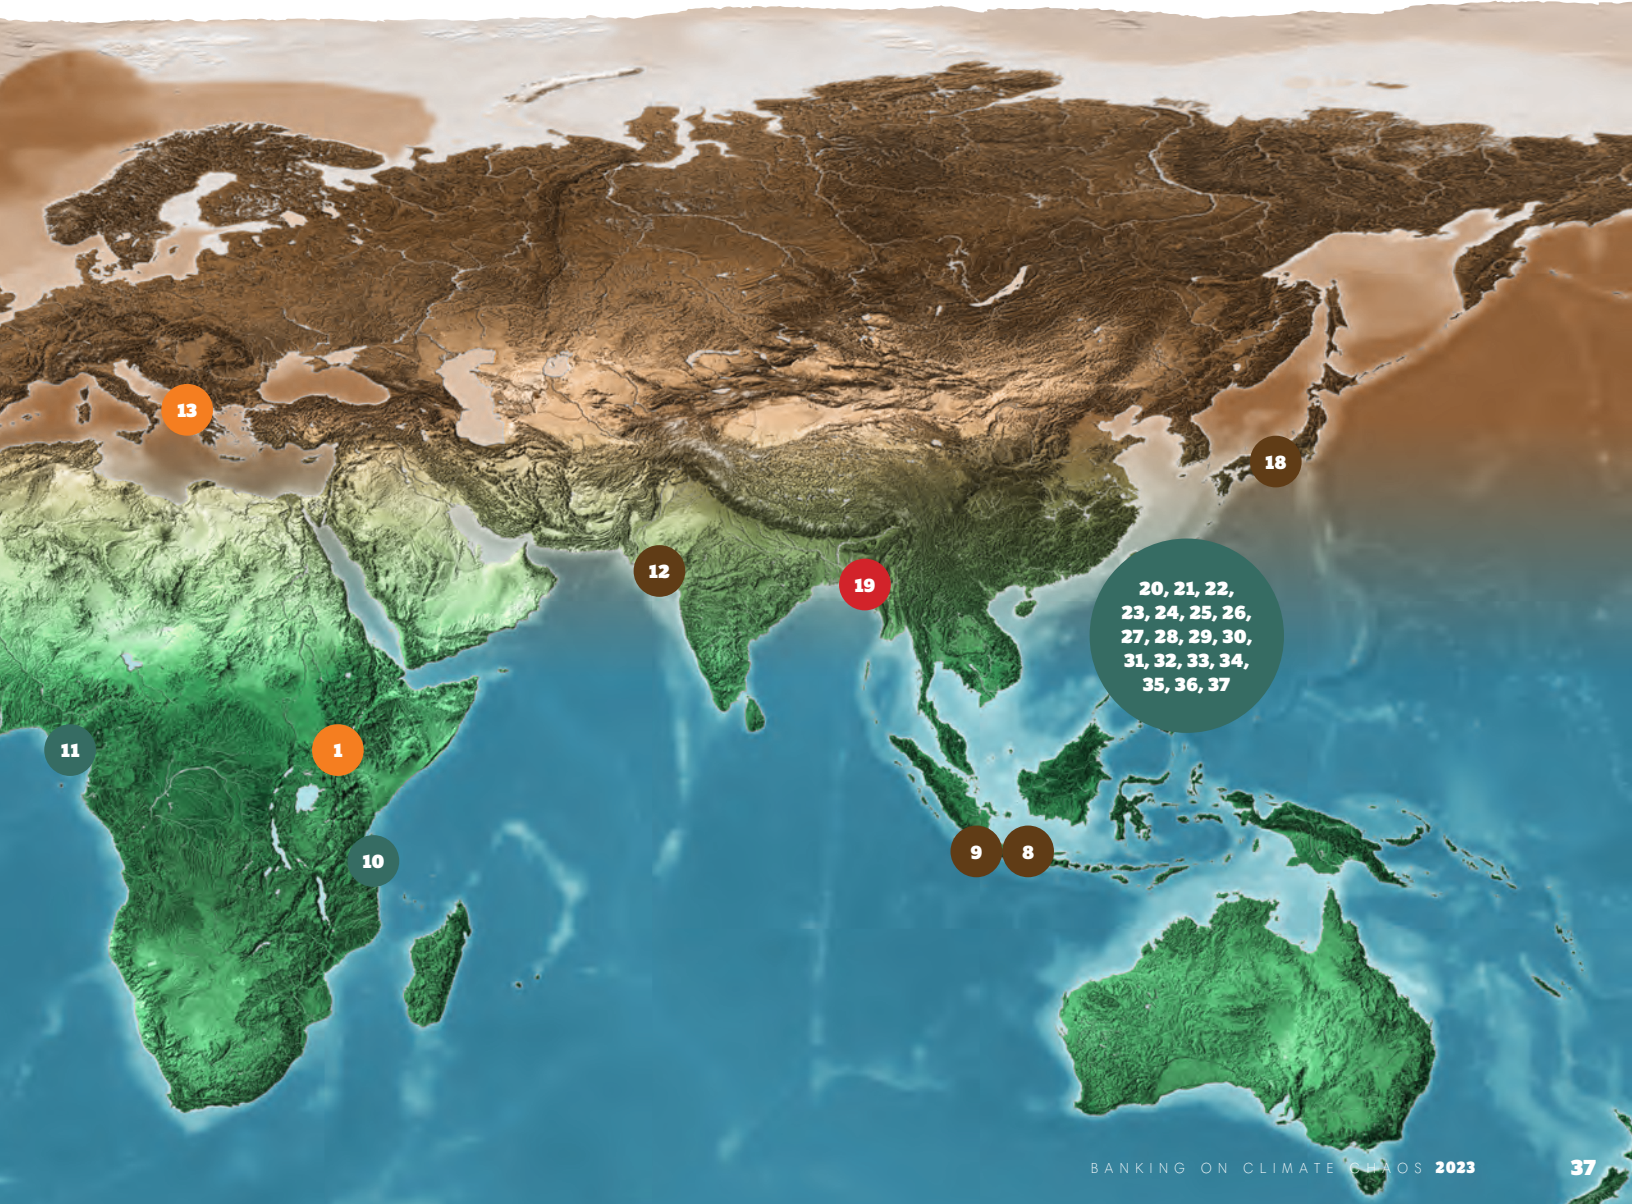 13
18
12
19
20, 21, 22,
23, 24, 25, 26,
27, 28, 29, 30,
31, 32, 33, 34,
35, 36, 37
11
1
10
9
8
BANKING ON CLIMATE CHAOS 2023
37